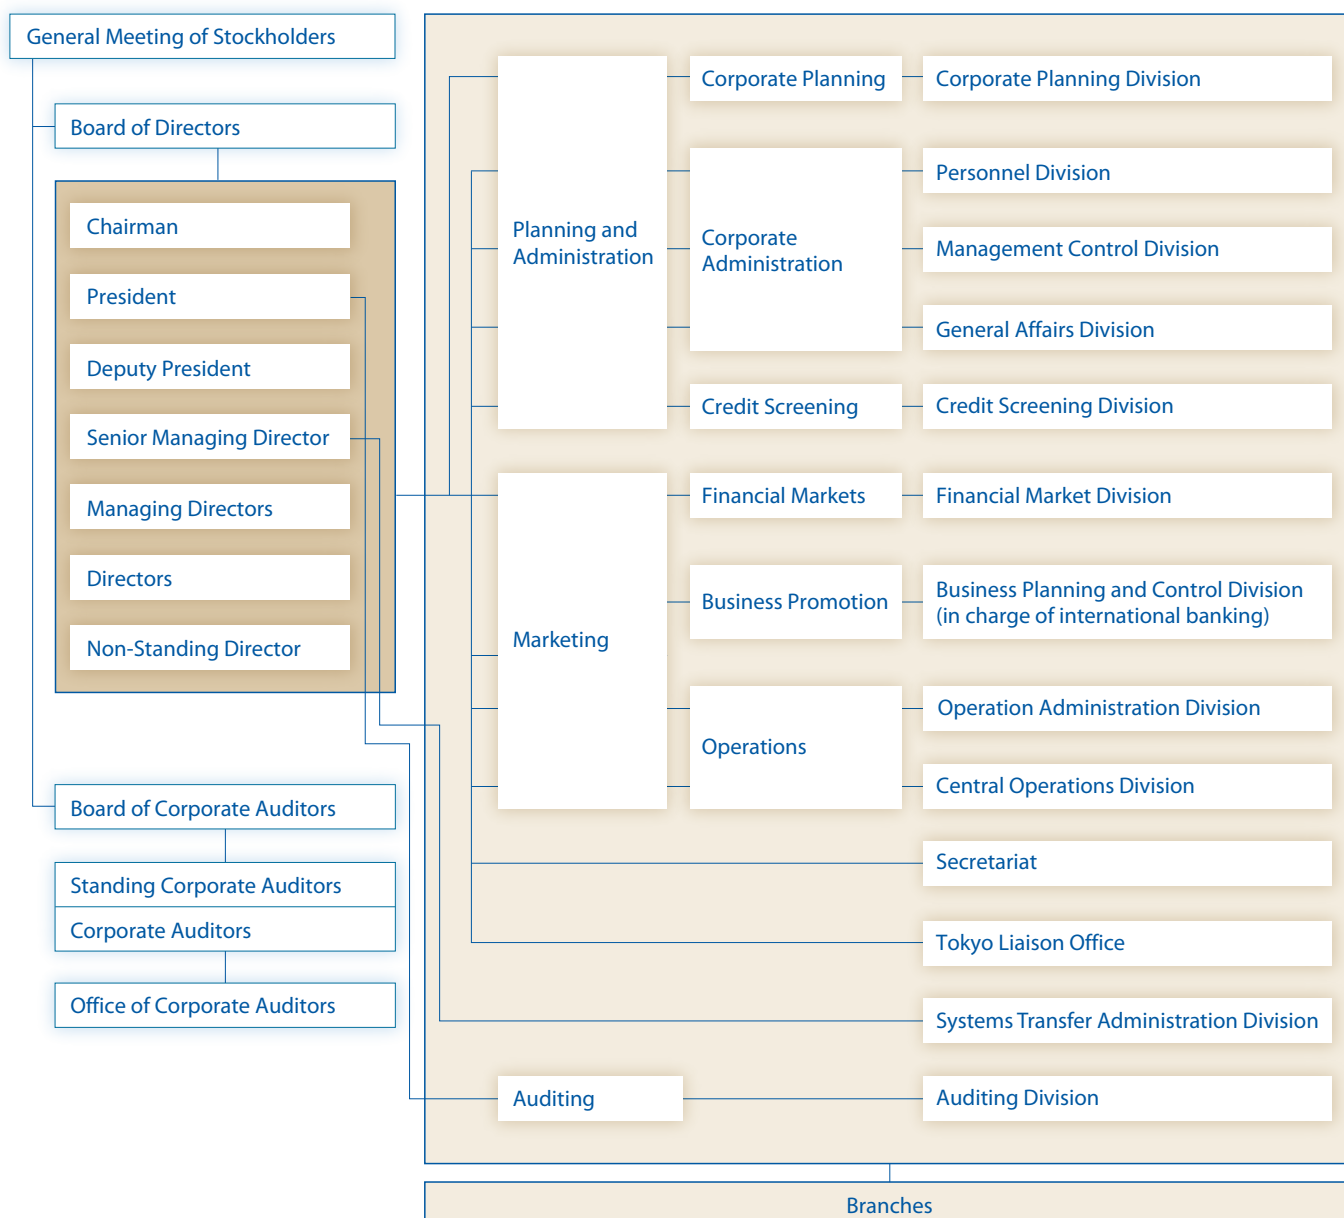 General Meeting of Stockholders
Board of Directors
Chairman
President
Deputy President
Senior Managing Director
Managing Directors
Directors
Non-Standing Director
Board of Corporate Auditors
Standing Corporate Auditors
Corporate Auditors
Office of Corporate Auditors
Planning and
Administration
Corporate Planning
Corporate Planning Division
Corporate
Administration
Personnel Division
Management Control Division
General Affairs Division
Credit Screening
Credit Screening Division
Marketing
Financial Markets
Financial Market Division
Business Promotion
Business Planning and Control Division
(in charge of international banking)
Operations
Operation Administration Division
Central Operations Division
Secretariat
Tokyo Liaison Office
Systems Transfer Administration Division
Auditing
Auditing Division
Branches